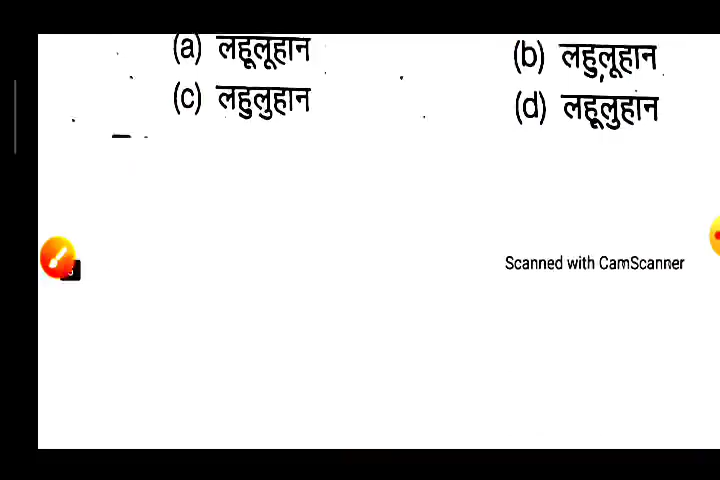 (a) लहूलूहान (b) लहुलूहान
(c) लहुलुहान (d) लहूलुहान
Scanned with CamScanner